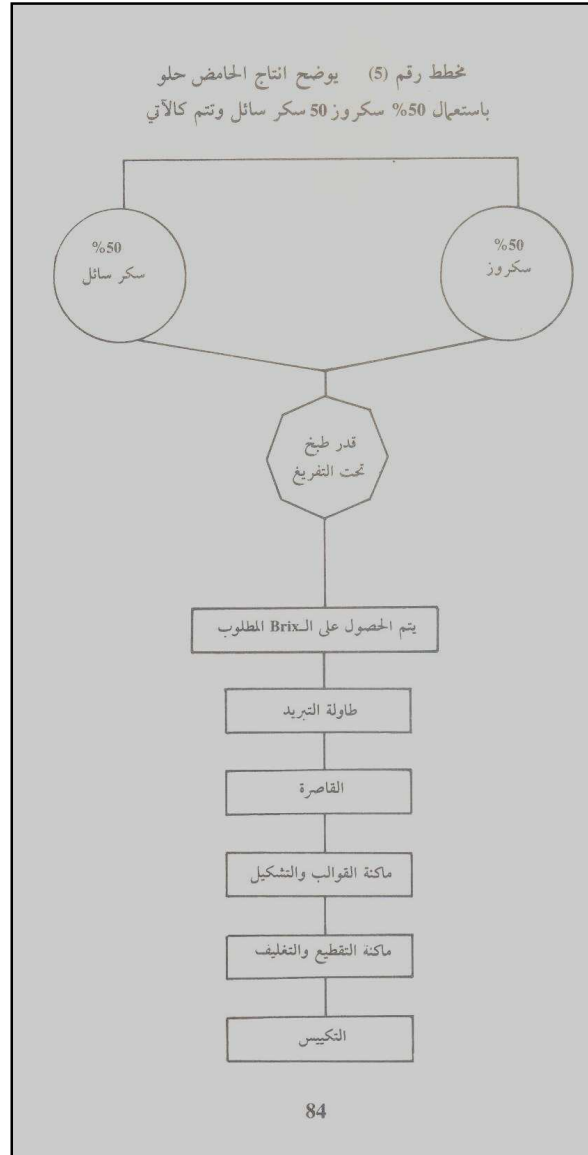 مخطط رقم (5) يوضح انتاج الحامض حلو
باستعمال 50% سكروز 50 سكر سائل وتتم كالآتي
%50
سكروز
%50
سكر سائل
قدر طبخ
تحت التفريغ
يتم الحصول على الـBrix المطلوب
طاولة التبريد
القاصرة
ماكنة القوالب والتشكيل
ماكنة التقطيع والتغليف
التكييس
84